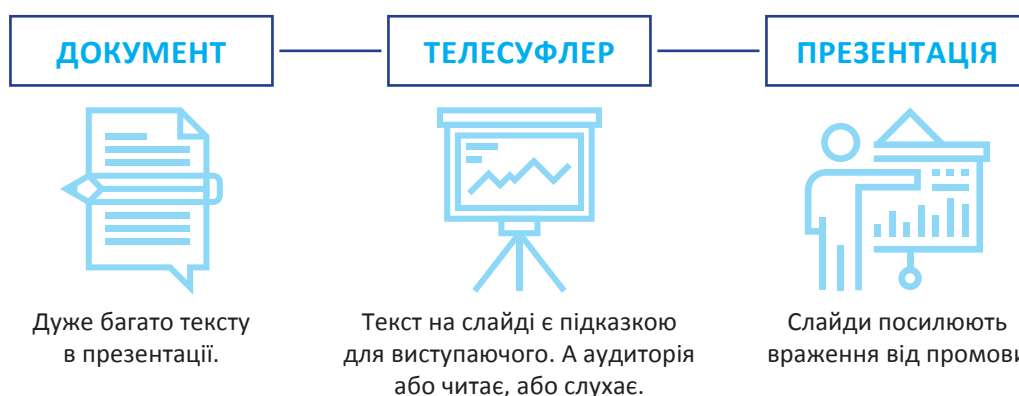 ДОКУМЕНТ
ТЕЛЕСУФЛЕР
ПРЕЗЕНТАЦІЯ
Дуже багато тексту
в презентації.
Текст на слайді є підказкою
для виступаючого. А аудиторія
або читає, або слухає.
Слайди посилюють
враження від промови